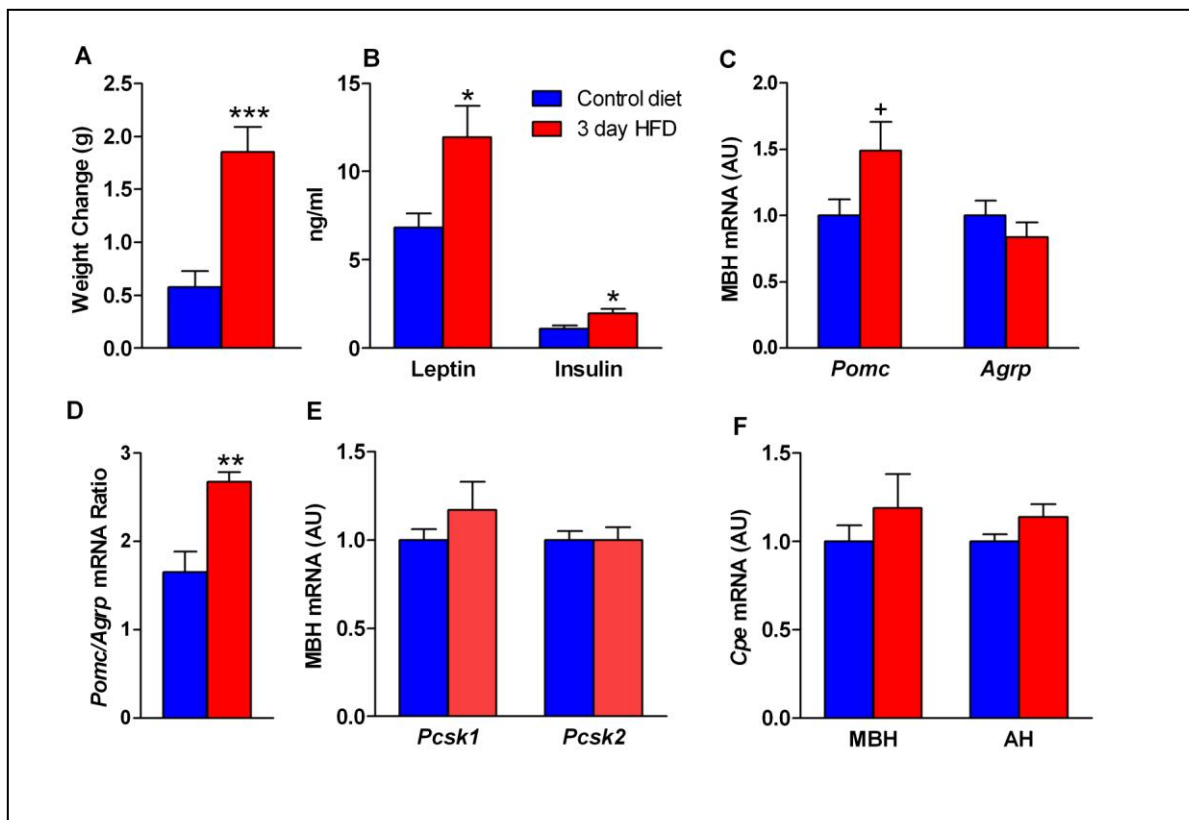 A
Weight Change (g)
2.5
2.0
1.5
1.0
0.5
0.0
***
B
ng/ml
15
10
5
0
*
*
Leptin Insulin
Control diet
3 day HFD
C
MBH mRNA (AU)
2.0
1.5
1.0
0.5
0.0
+
Pomc Agrp
D
Pomc/Agrp mRNA Ratio
3
2
1
0
**
E
MBH mRNA (AU)
1.5
1.0
0.5
0.0
Pcsk1 Pcsk2
F
Cpe mRNA (AU)
1.5
1.0
0.5
0.0
MBH AH